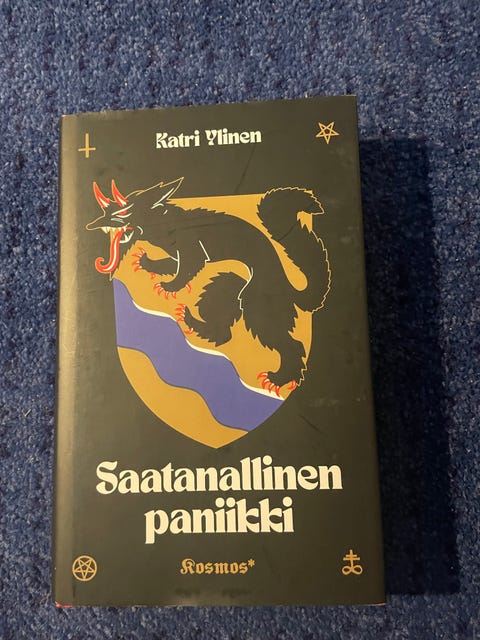 Katri Ylinen
Saatanallinen
paniikki
Kosmos*